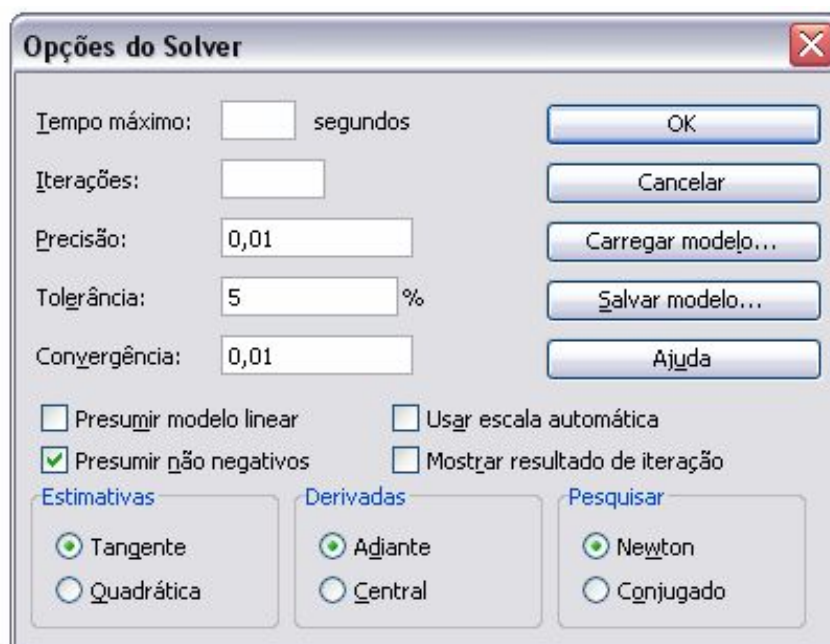 Opções do Solver
Tempo máximo: segundos
OK
Iterações:
Cancelar
Precisão: 0,01
Carregar modelo...
Tolerância: 5 %
Salvar modelo...
Convergência: 0,01
Ajuda
Presumir modelo linear
Usar escala automática
Presumir não negativos
Mostrar resultado de iteração
Estimativas
Tangente
Quadrática
Derivadas
Adiante
Central
Pesquisar
Newton
Conjugado